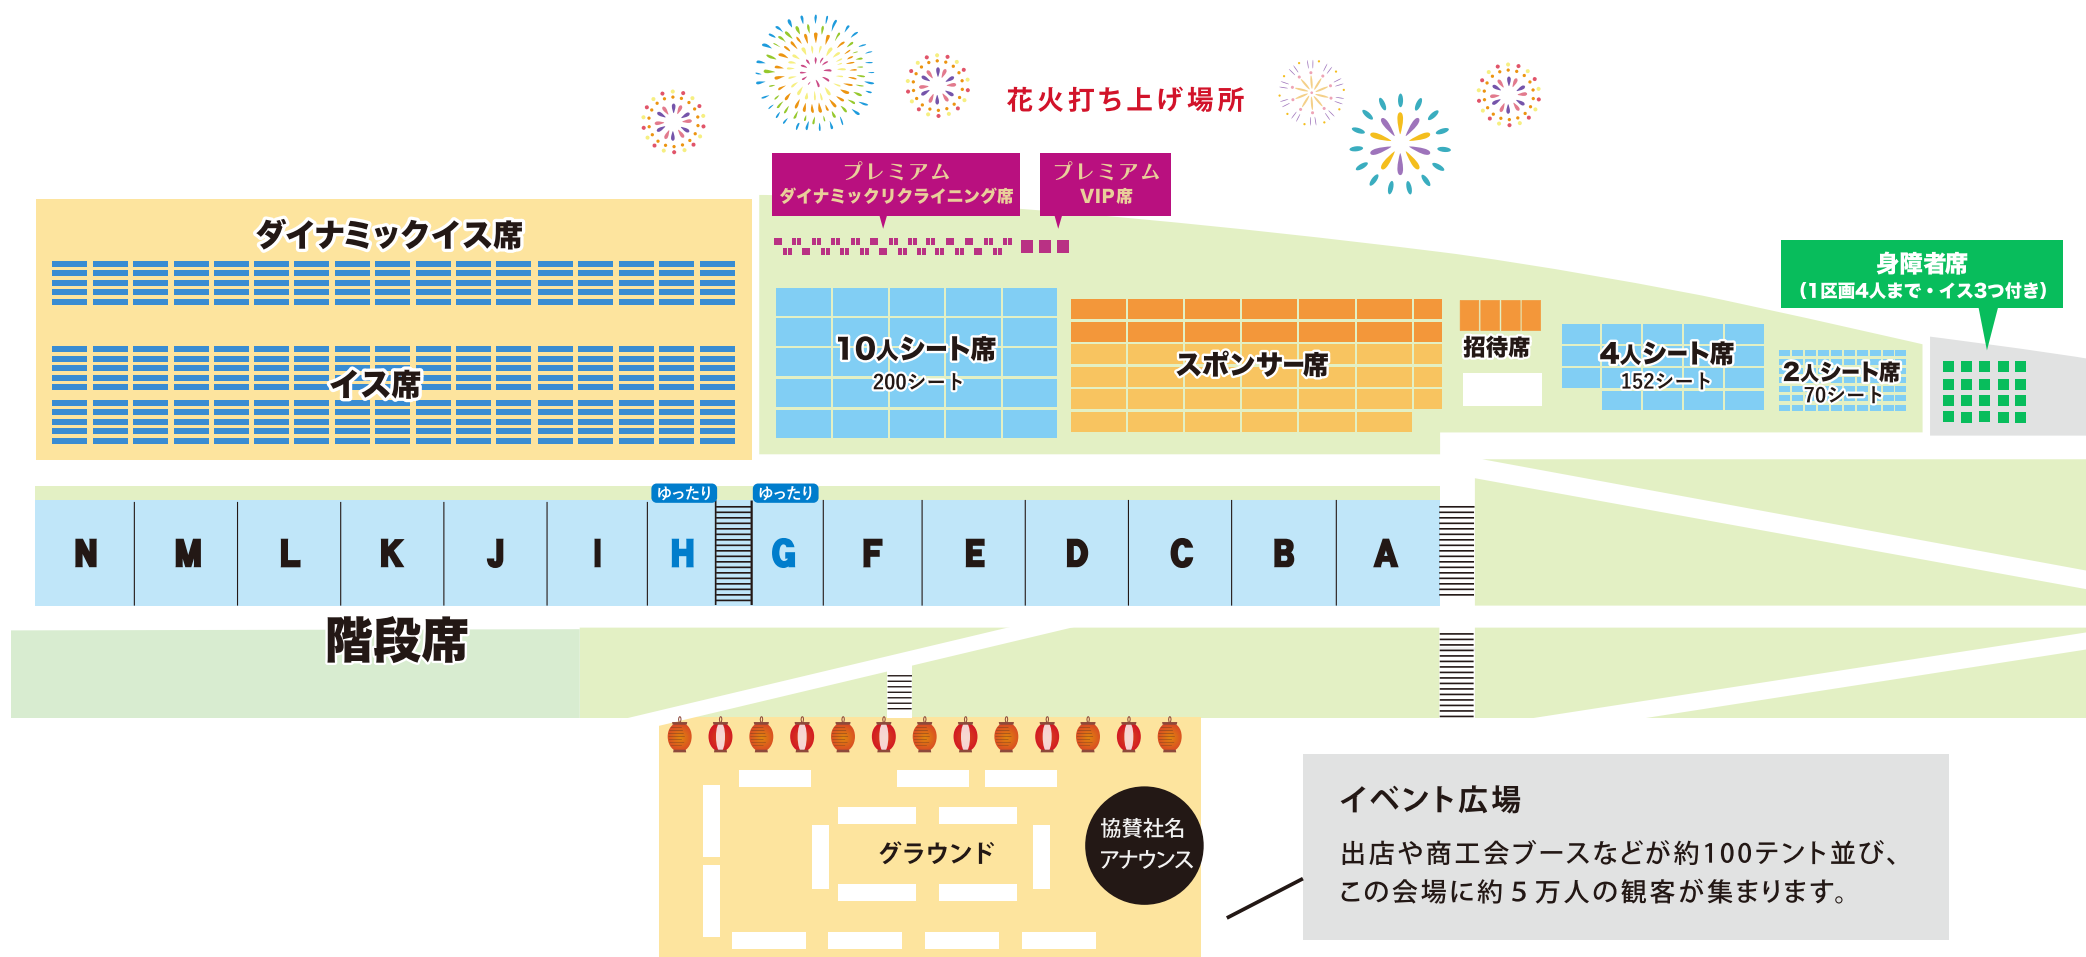 花火打ち上げ場所
プレミアム
ダイナミックリクライニング席
プレミアム
VIP席
ダイナミックイス席
身障者席
（1区画4人まで・イス3つ付き）
イス席
10人シート席
200シート
スポンサー席
招待席
4人シート席
152シート
2人シート席
70シート
ゆったり
ゆったり
N M L K J I H G F E D C B A
階段席
グラウンド
協賛社名
アナウンス
イベント広場
出店や商工会ブースなどが約100テント並び、
この会場に約5万人の観客が集まります。